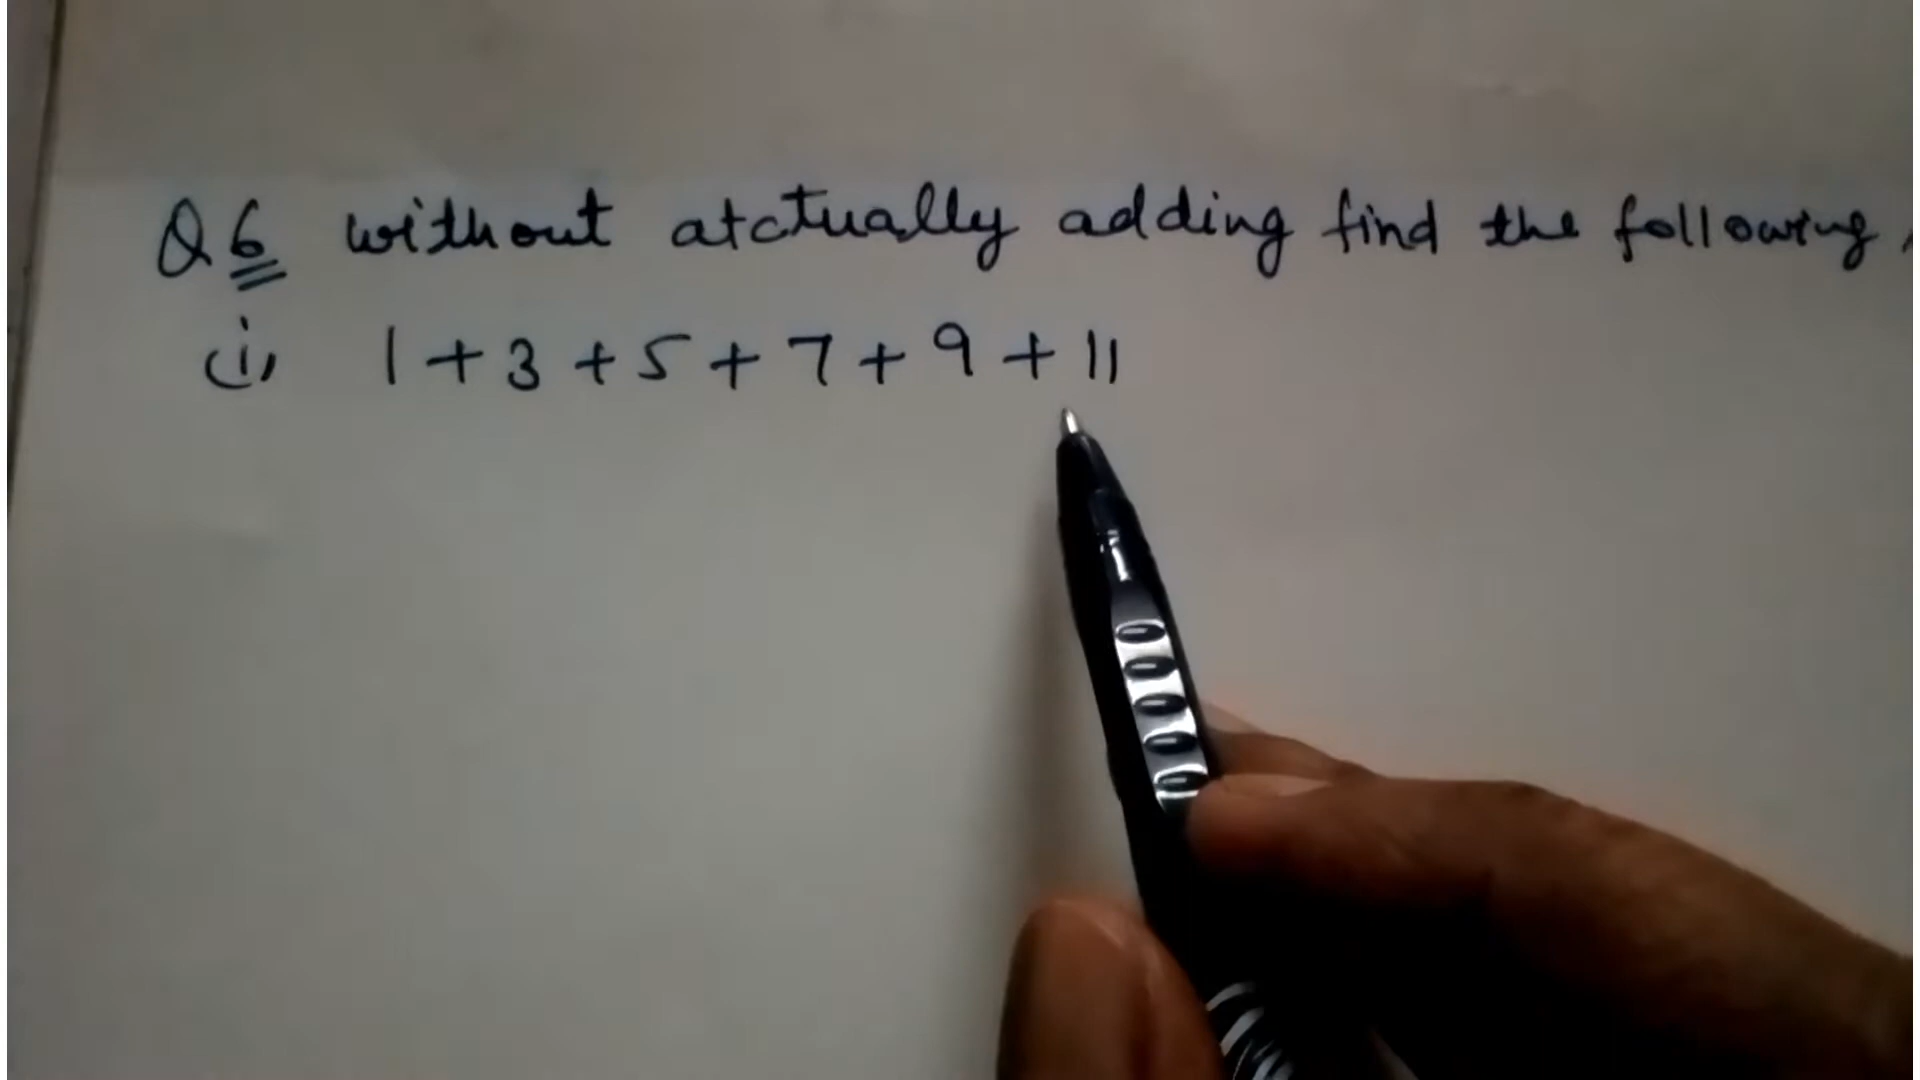 Q6 without atctually adding find the following
(i) 1 + 3 + 5 + 7 + 9 + 11